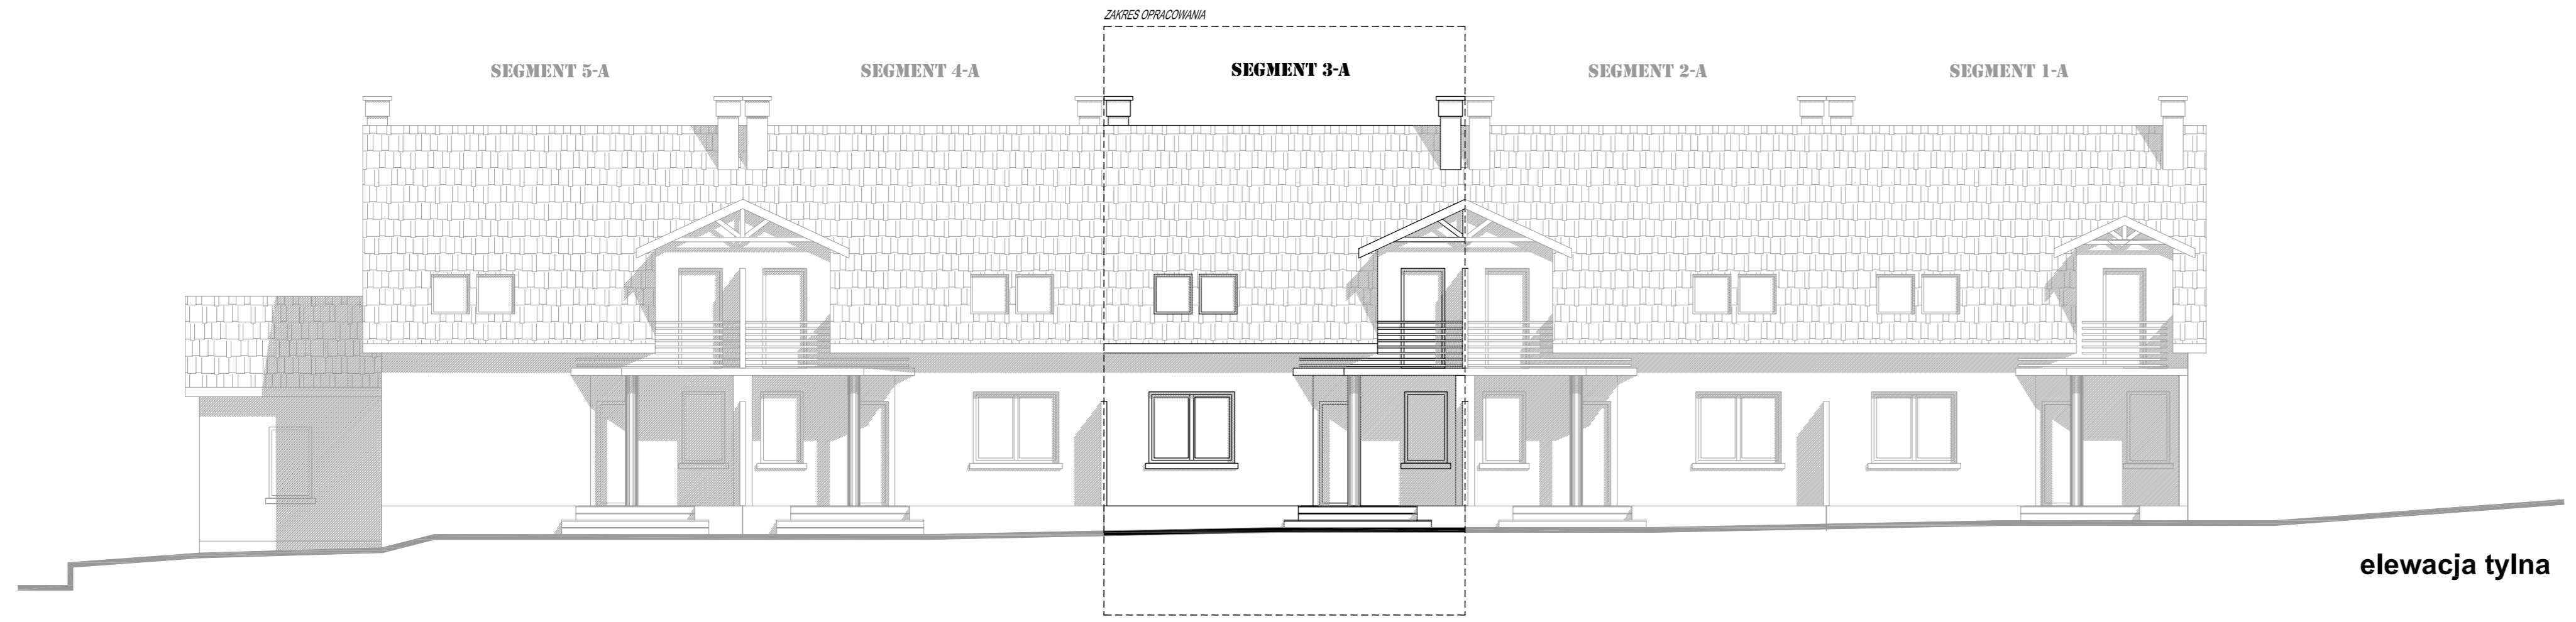 ZAKRES OPRACOWANIA
SEGMENT 5-A
SEGMENT 4-A
SEGMENT 3-A
SEGMENT 2-A
SEGMENT 1-A
elewacja tylna